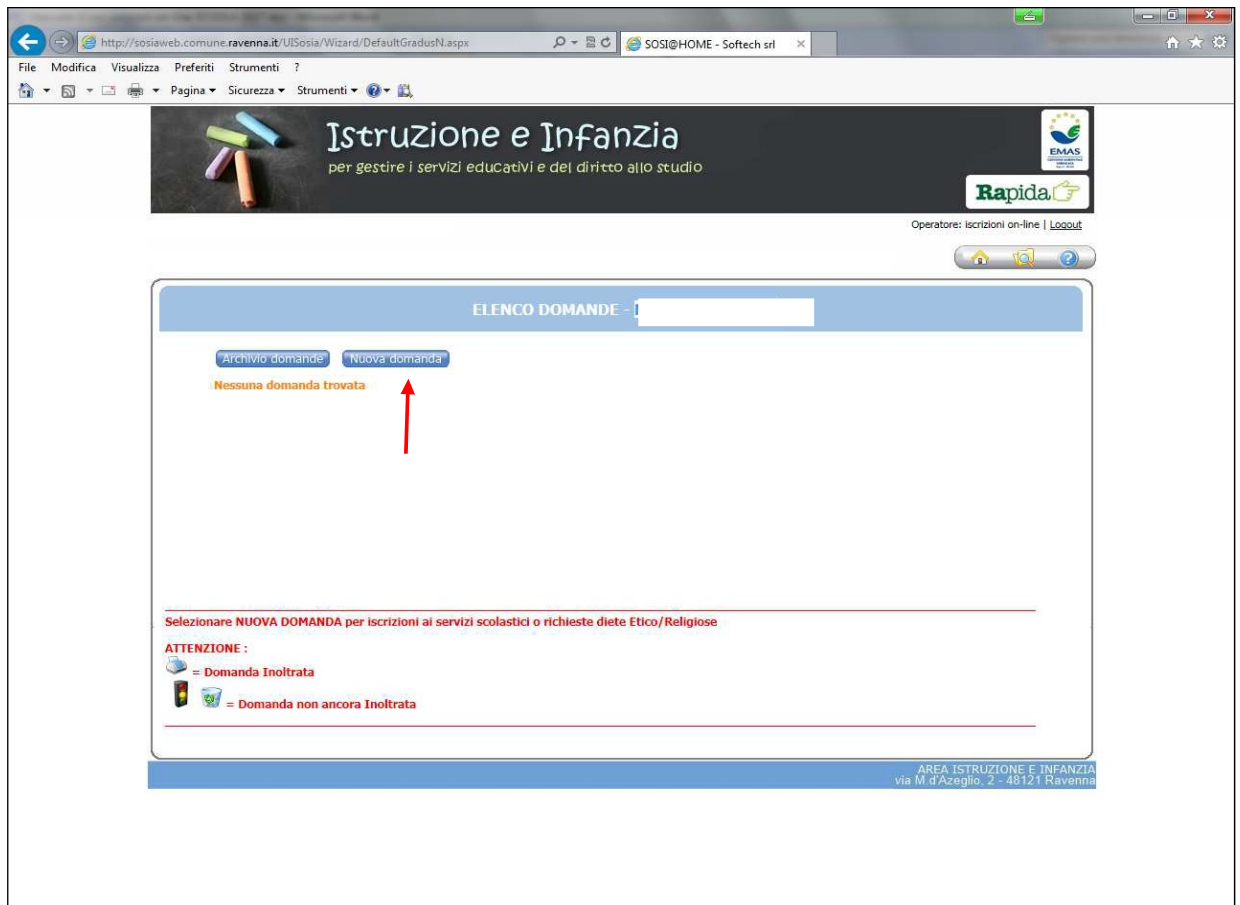 http://sosiaweb.comune.ravenna.it/UISosia/Wizard/DefaultGradusN.aspx
SOSI@HOME - Softech srl
File Modifica Visualizza Preferiti Strumenti ?
Pagina Sicurezza Strumenti
Istruzione e Infanzia
per gestire i servizi educativi e del diritto allo studio
EMAS
Rapida
Operatore: iscrizioni on-line | Logout
ELENCO DOMANDE -
Archivio domande Nuova domanda
Nessuna domanda trovata
Selezionare NUOVA DOMANDA per iscrizioni ai servizi scolastici o richieste diete Etico/Religiose
ATTENZIONE :
= Domanda Inoltrata
= Domanda non ancora Inoltrata
AREA ISTRUZIONE E INFANZIA
via M.d'Azeglio, 2 - 48121 Ravenna